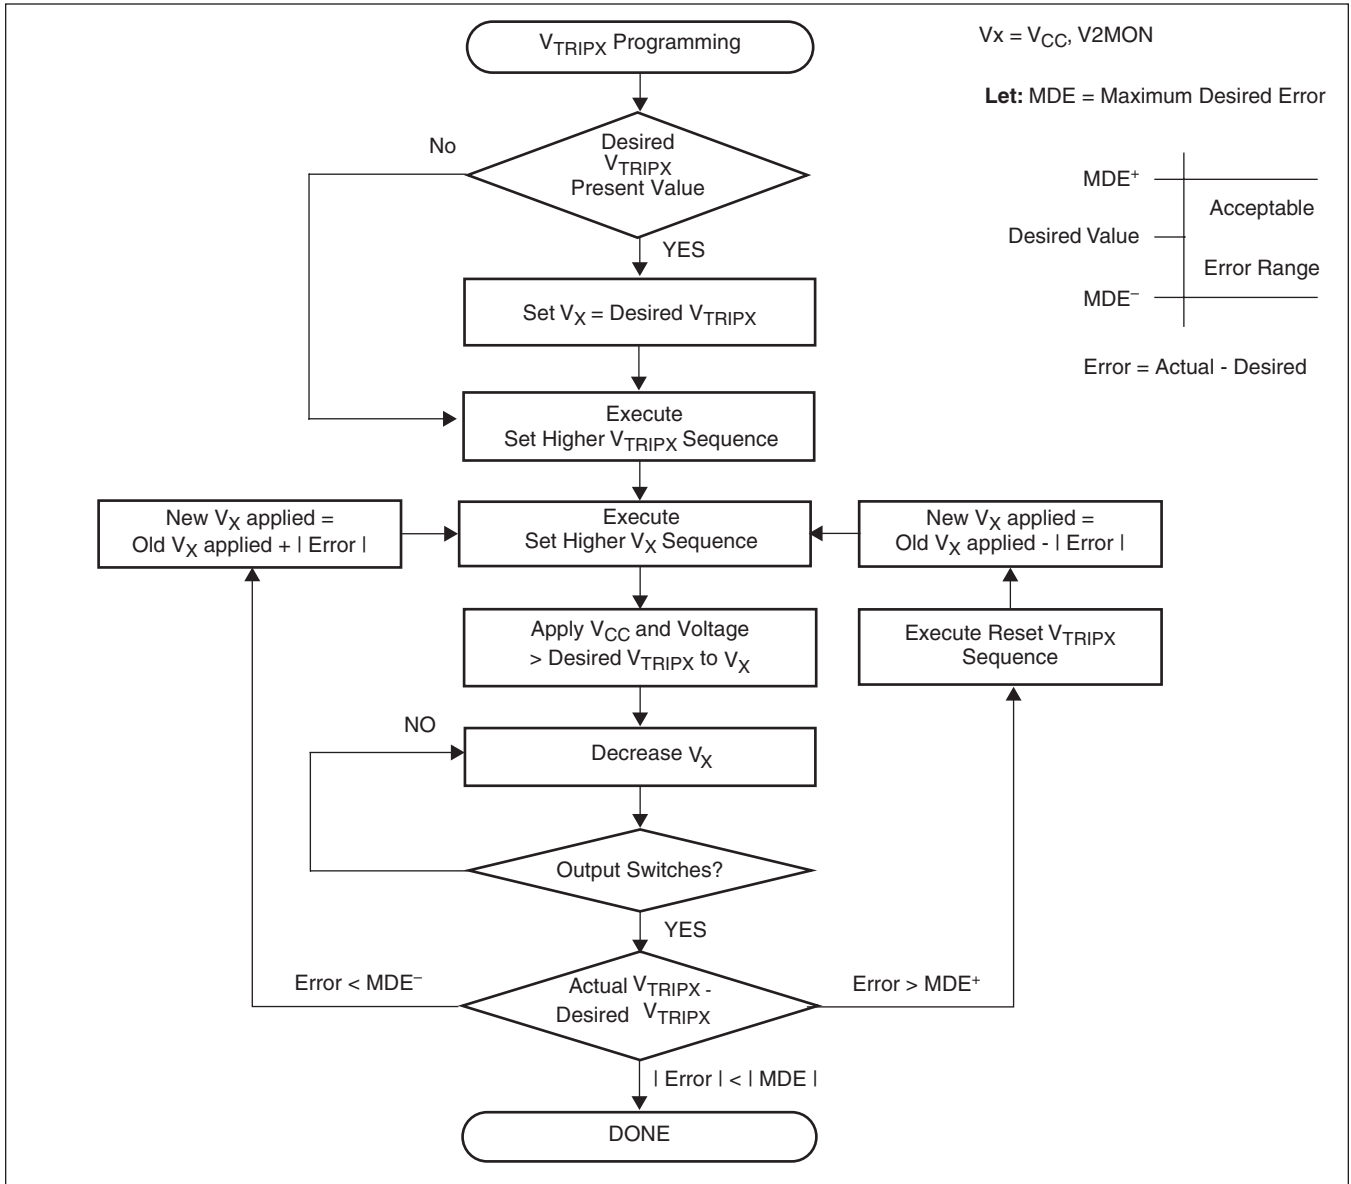 V_TRIPX Programming
Vx = V_CC, V2MON
Let: MDE = Maximum Desired Error
No
Desired
V_TRIPX
Present Value
MDE⁺
Acceptable
Desired Value
Error Range
MDE⁻
Error = Actual - Desired
YES
Set V_X = Desired V_TRIPX
Execute
Set Higher V_TRIPX Sequence
New V_X applied =
Old V_X applied + | Error |
Execute
Set Higher V_X Sequence
New V_X applied =
Old V_X applied - | Error |
Apply V_CC and Voltage
> Desired V_TRIPX to V_X
Execute Reset V_TRIPX
Sequence
NO
Decrease V_X
Output Switches?
YES
Error < MDE⁻
Actual V_TRIPX -
Desired V_TRIPX
Error > MDE⁺
| Error | < | MDE |
DONE